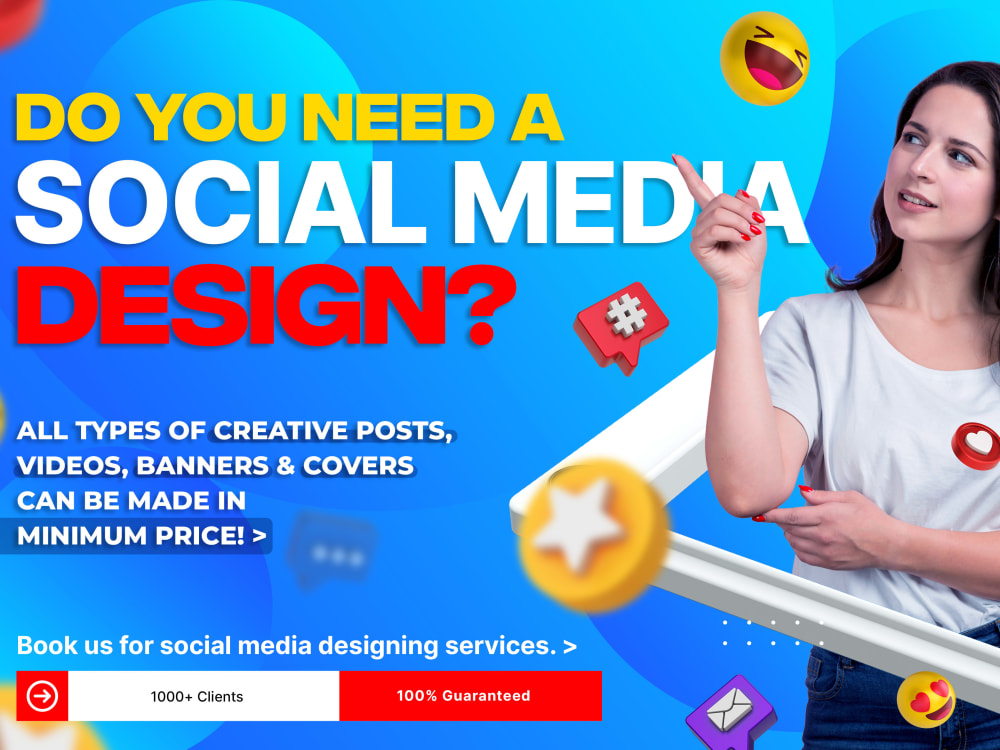 DO YOU NEED A
SOCIAL MEDIA
DESIGN?
ALL TYPES OF CREATIVE POSTS,
VIDEOS, BANNERS & COVERS
CAN BE MADE IN
MINIMUM PRICE! >
Book us for social media designing services. >
1000+ Clients
100% Guaranteed